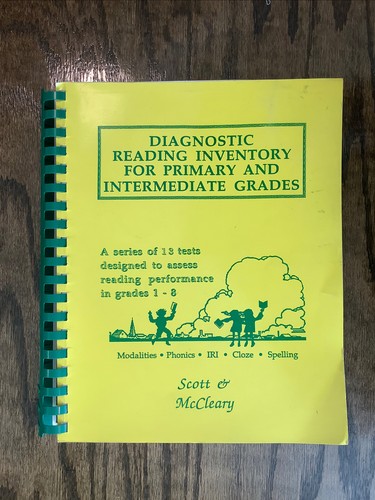 DIAGNOSTIC
READING INVENTORY
FOR PRIMARY AND
INTERMEDIATE GRADES
A series of 13 tests
designed to assess
reading performance
in grades 1 - 8
Modalities • Phonics • IRI • Cloze • Spelling
Scott &
McCleary